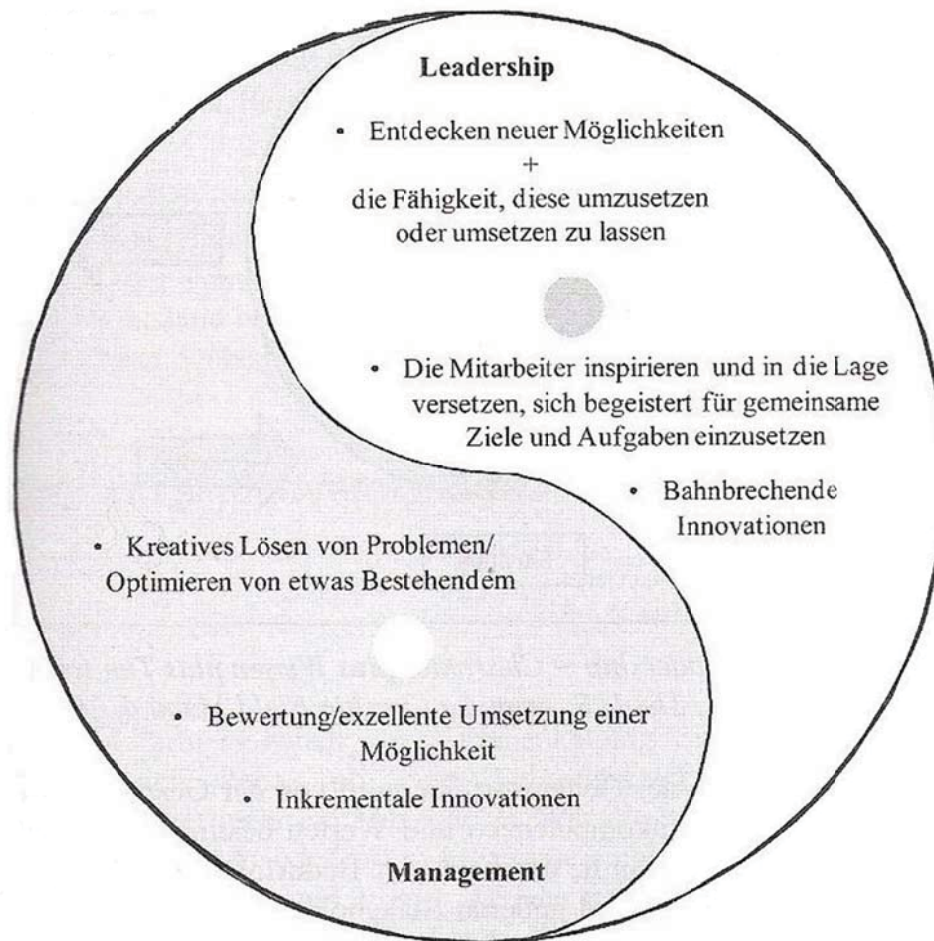 Leadership
• Entdecken neuer Möglichkeiten
+
die Fähigkeit, diese umzusetzen
oder umsetzen zu lassen
• Die Mitarbeiter inspirieren und in die Lage
versetzen, sich begeistert für gemeinsame
Ziele und Aufgaben einzusetzen
• Bahnbrechende
Innovationen
• Kreatives Lösen von Problemen/
Optimieren von etwas Bestehendem
• Bewertung/exzellente Umsetzung einer
Möglichkeit
• Inkrementale Innovationen
Management